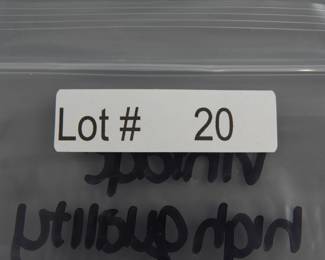 Lot # 20
high quality